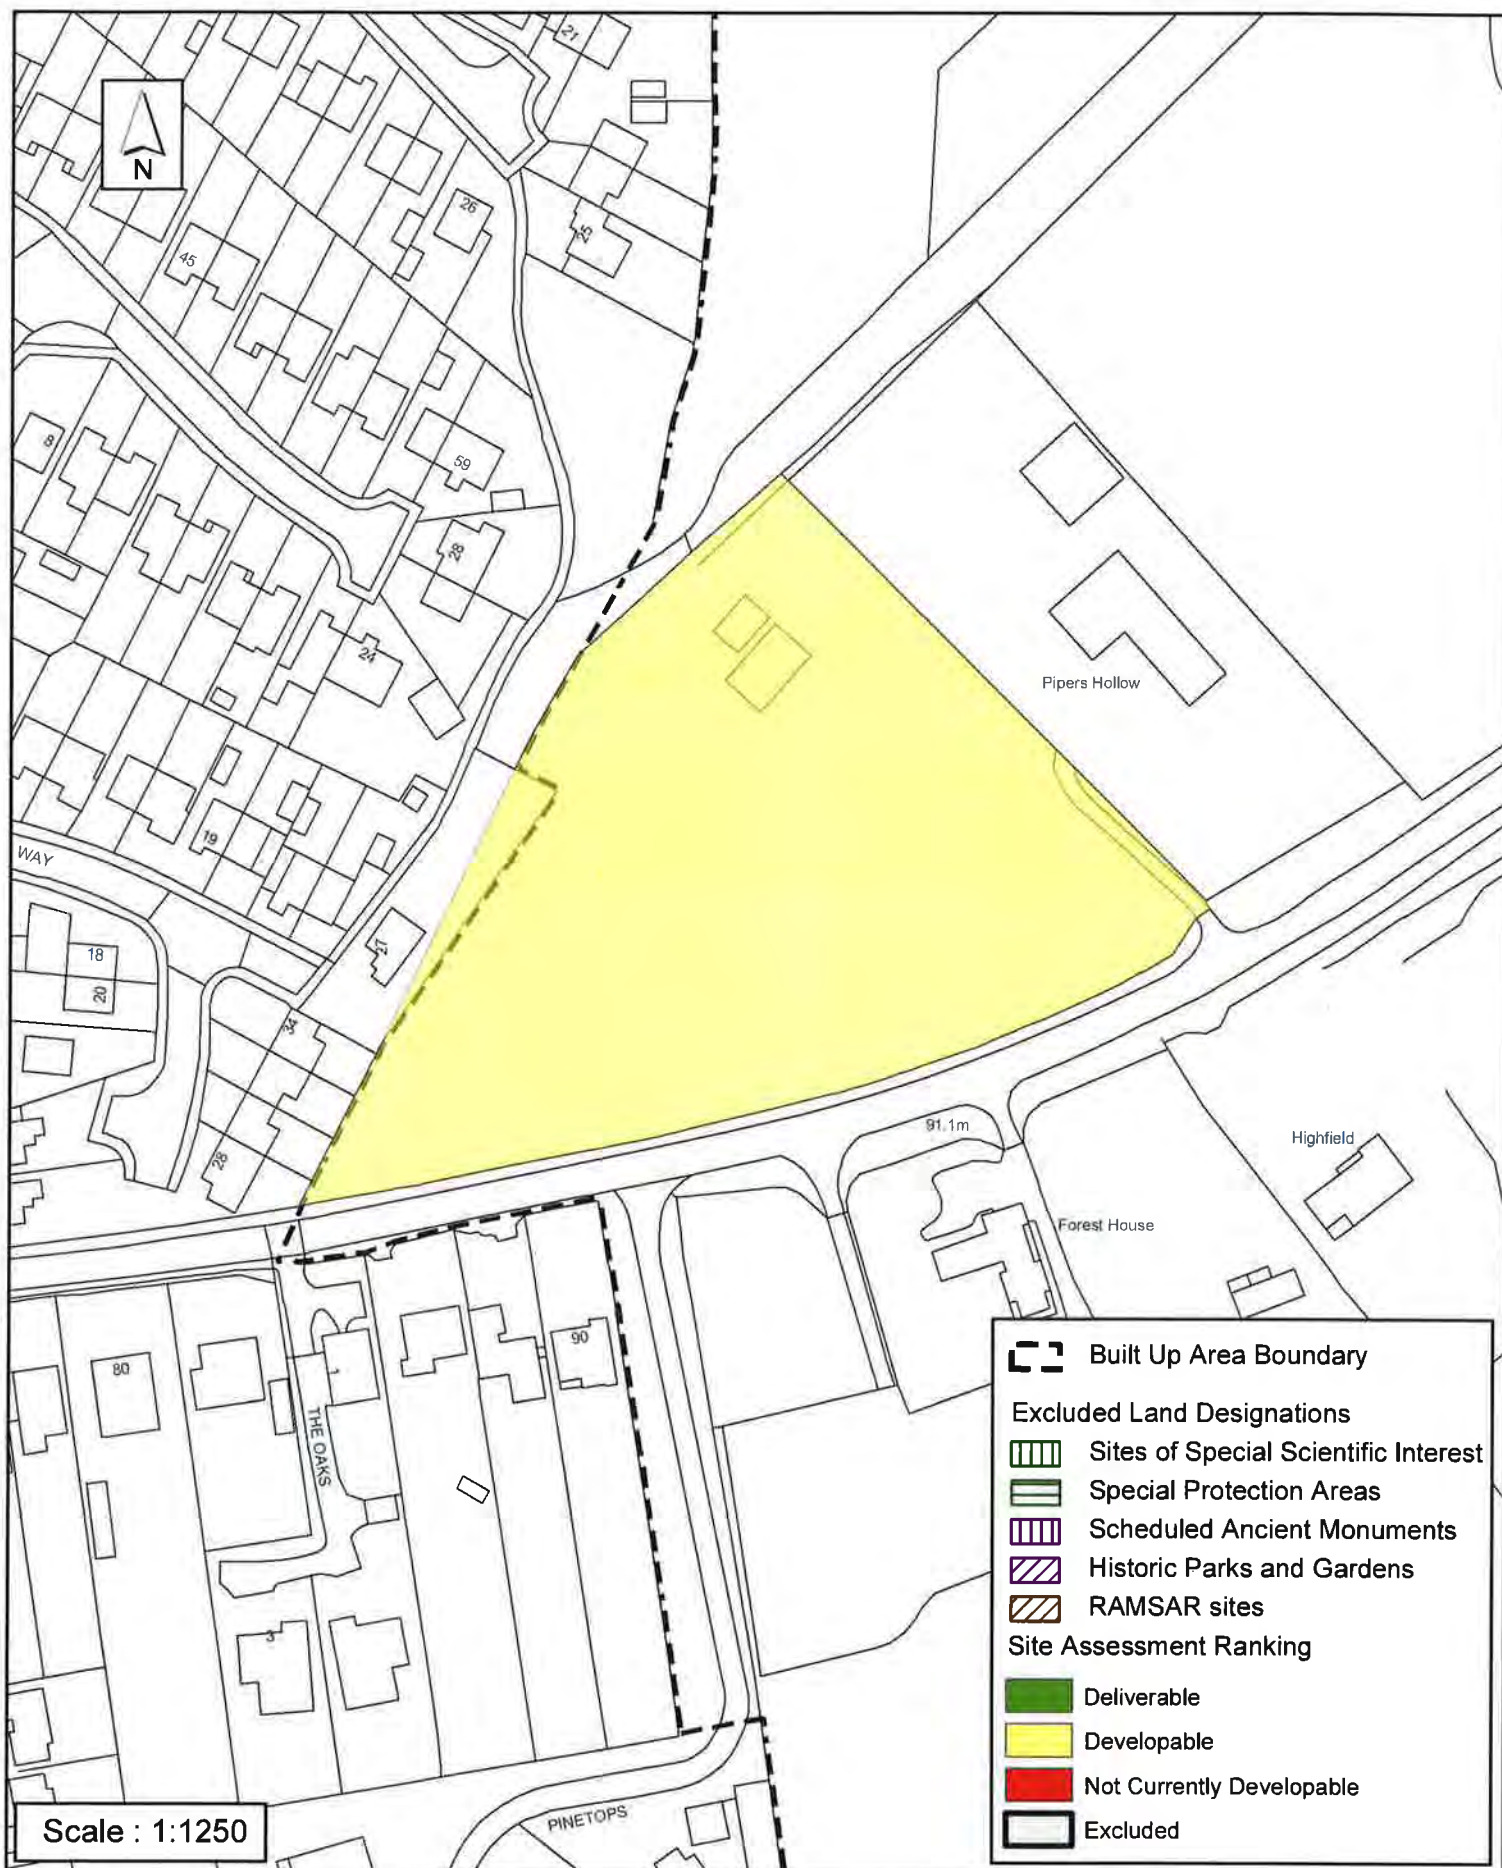 21
N
26
25
45
8
59
28
24
Pipers Hollow
19
WAY
27
18
20
34
28
91.1m
Highfield
Forest House
90
80
1
THE OAKS
3
PINETOPS
Built Up Area Boundary
Excluded Land Designations
Sites of Special Scientific Interest
Special Protection Areas
Scheduled Ancient Monuments
Historic Parks and Gardens
RAMSAR sites
Site Assessment Ranking
Deliverable
Developable
Not Currently Developable
Excluded
Scale : 1:1250